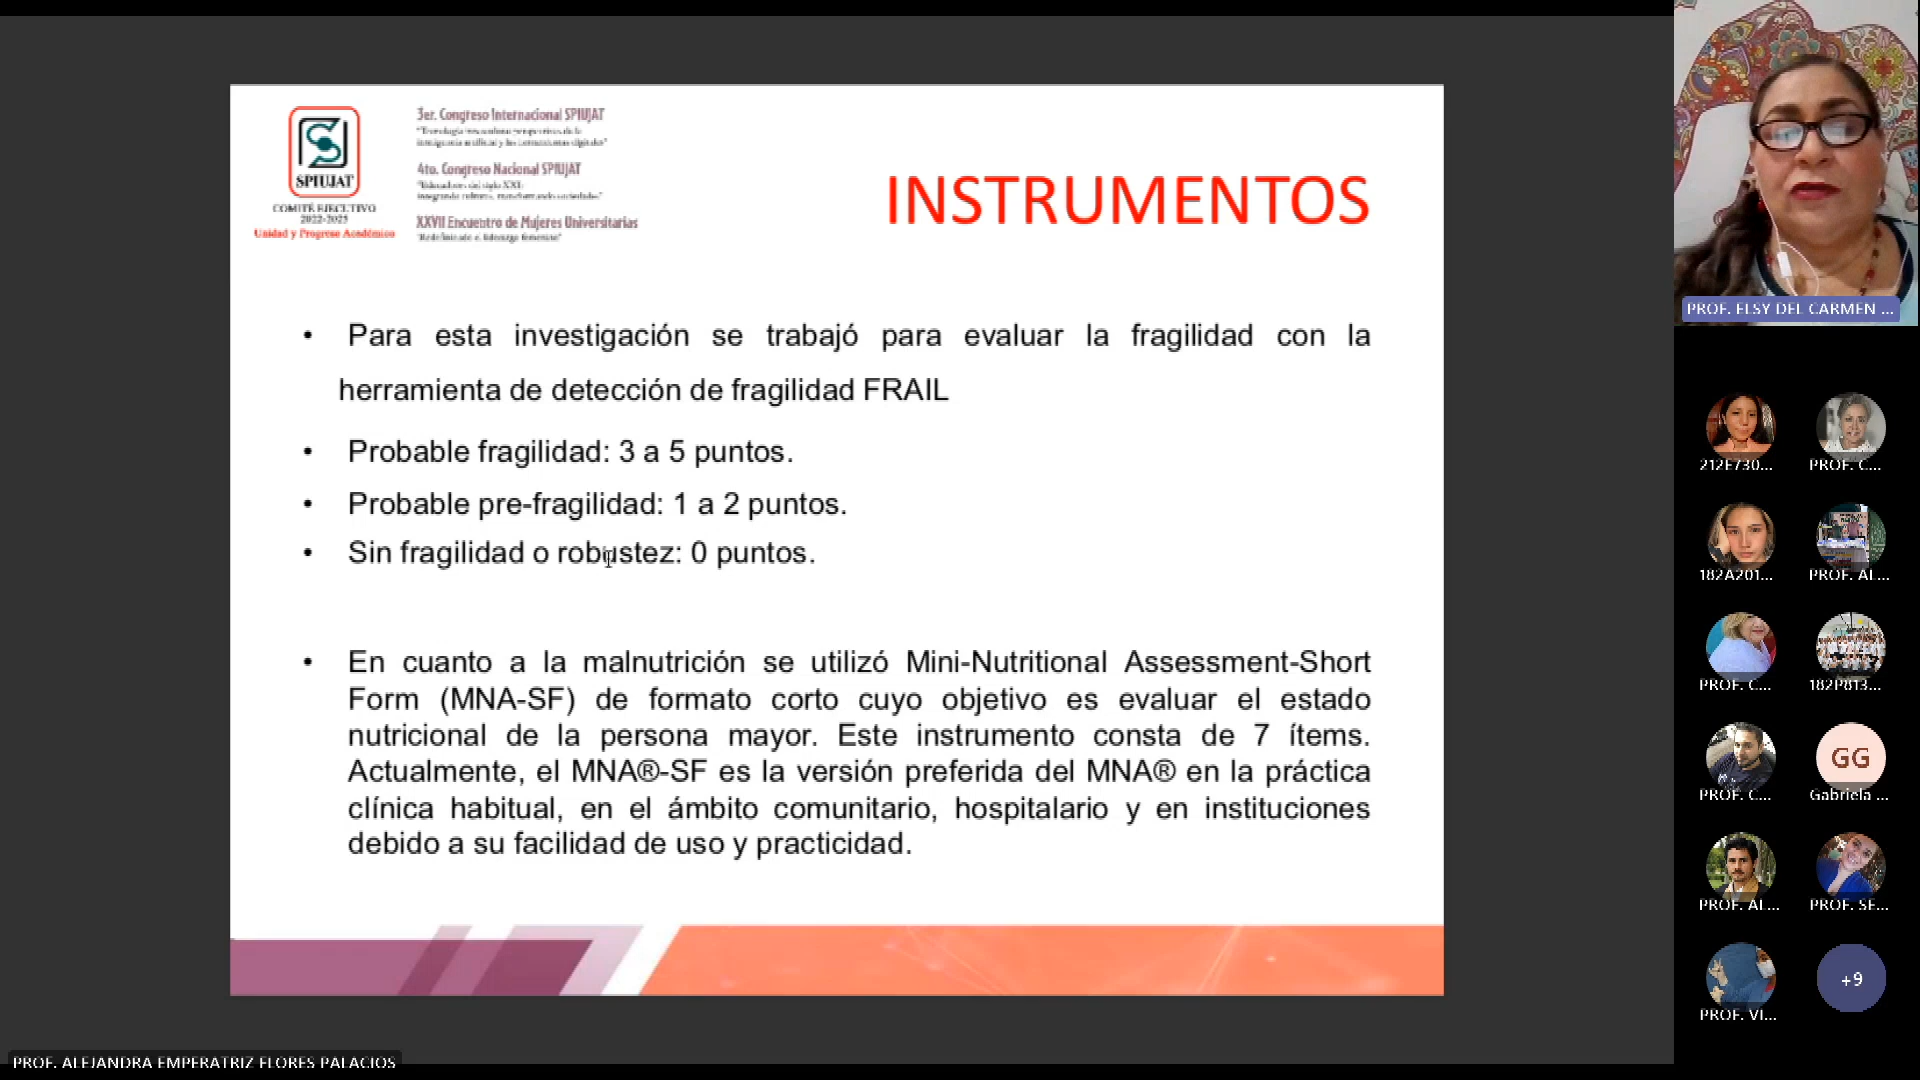 SPIUJAT
COMITÉ EJECUTIVO
2022-2025
Unidad y Progreso Académico
3er. Congreso Internacional SPIUJAT
4to. Congreso Nacional SPIUJAT
"Educadores del siglo XXI:
XXVII Encuentro de Mujeres Universitarias
INSTRUMENTOS
• Para esta investigación se trabajó para evaluar la fragilidad con la
herramienta de detección de fragilidad FRAIL
• Probable fragilidad: 3 a 5 puntos.
• Probable pre-fragilidad: 1 a 2 puntos.
• Sin fragilidad o robustez: 0 puntos.
• En cuanto a la malnutrición se utilizó Mini-Nutritional Assessment-Short
Form (MNA-SF) de formato corto cuyo objetivo es evaluar el estado
nutricional de la persona mayor. Este instrumento consta de 7 ítems.
Actualmente, el MNA®-SF es la versión preferida del MNA® en la práctica
clínica habitual, en el ámbito comunitario, hospitalario y en instituciones
debido a su facilidad de uso y practicidad.
PROF. ELSY DEL CARMEN ...
212E730...
PROF. C...
182A201...
PROF. AL...
PROF. C...
182P813...
PROF. C...
GG
Gabriela ...
PROF. AL...
PROF. SE...
PROF. VI...
+9
PROF. ALEJANDRA EMPERATRIZ FLORES PALACIOS